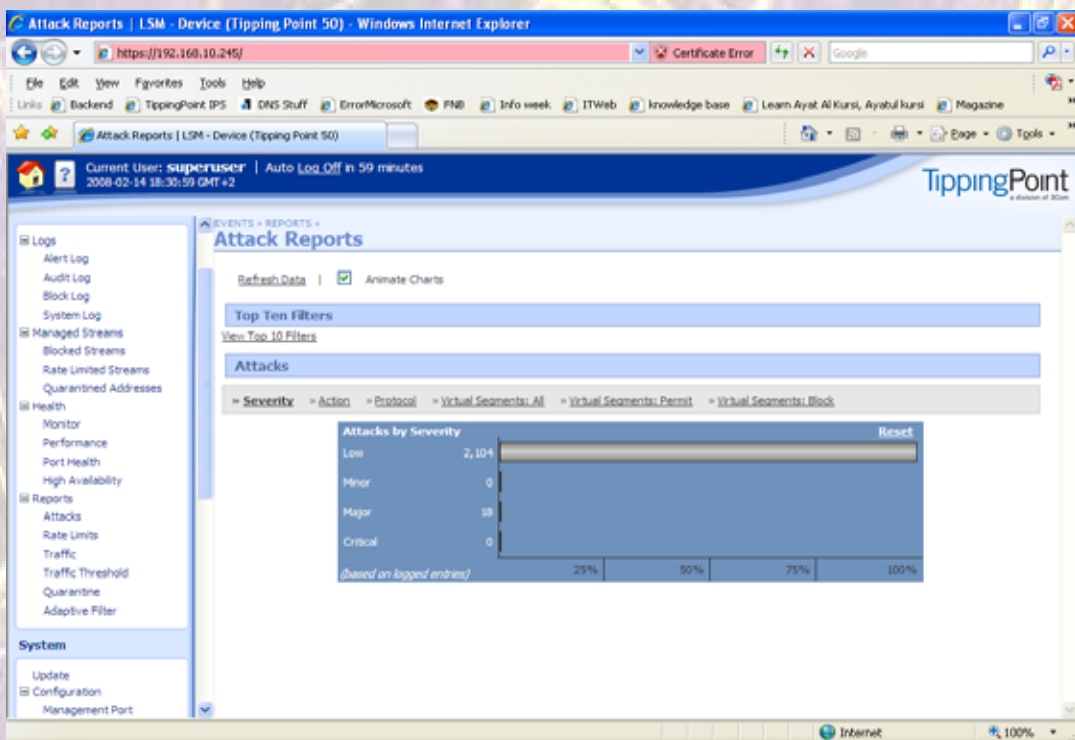 Attack Reports | LSM - Device (Tipping Point 50) - Windows Internet Explorer
https://192.168.10.245/
Certificate Error
Google
File Edit View Favorites Tools Help
Links Backend TippingPoint IPS DNS Stuff ErrorMicrosoft FNB Info week ITWeb knowledge base Learn Ayat Al Kursi, Ayatul kursi Magazine
Attack Reports | LSM - Device (Tipping Point 50)
Page Tools
Current User: superuser | Auto Log Off in 59 minutes
2008-02-14 18:30:59 GMT+2
TippingPoint
a division of 3Com
EVENTS » REPORTS »
Attack Reports
Refresh Data | Animate Charts
Top Ten Filters
View Top 10 Filters
Attacks
» Severity » Action » Protocol » Virtual Segments: All » Virtual Segments: Permit » Virtual Segments: Block
Attacks by Severity Reset
Low 2,104
Minor 0
Major 18
Critical 0
(based on logged entries) 25% 50% 75% 100%
Logs
Alert Log
Audit Log
Block Log
System Log
Managed Streams
Blocked Streams
Rate Limited Streams
Quarantined Addresses
Health
Monitor
Performance
Port Health
High Availability
Reports
Attacks
Rate Limits
Traffic
Traffic Threshold
Quarantine
Adaptive Filter
System
Update
Configuration
Management Port
Internet 100%